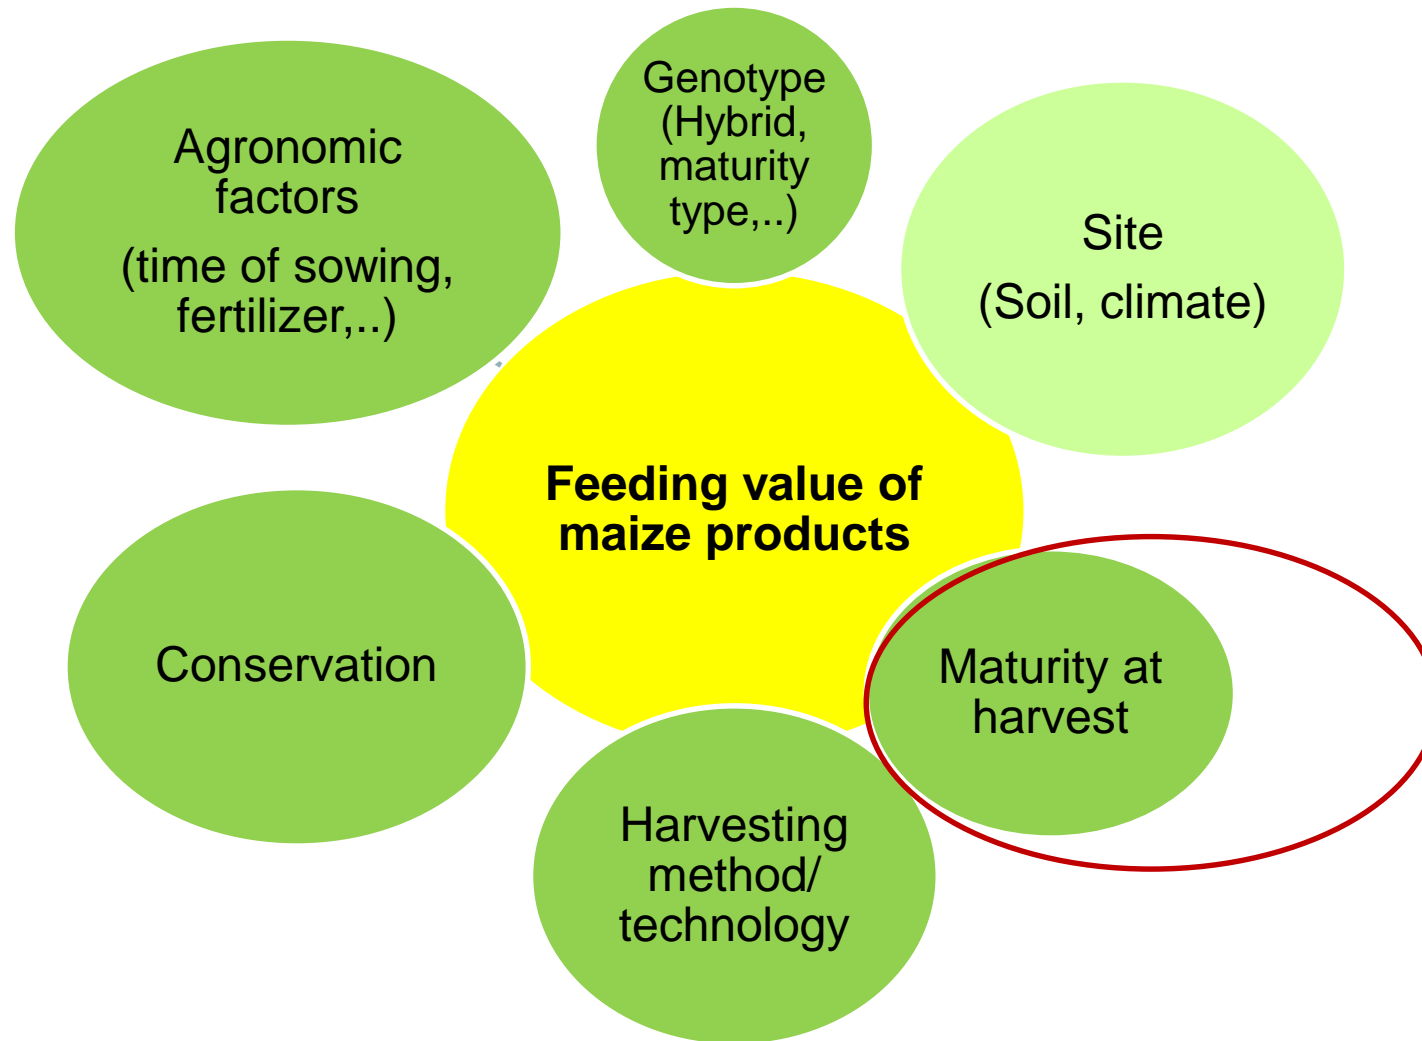 Genotype
(Hybrid,
maturity
type,..)
Agronomic
factors
(time of sowing,
fertilizer,..)
Site
(Soil, climate)
Feeding value of
maize products
Conservation
Maturity at
harvest
Harvesting
method/
technology